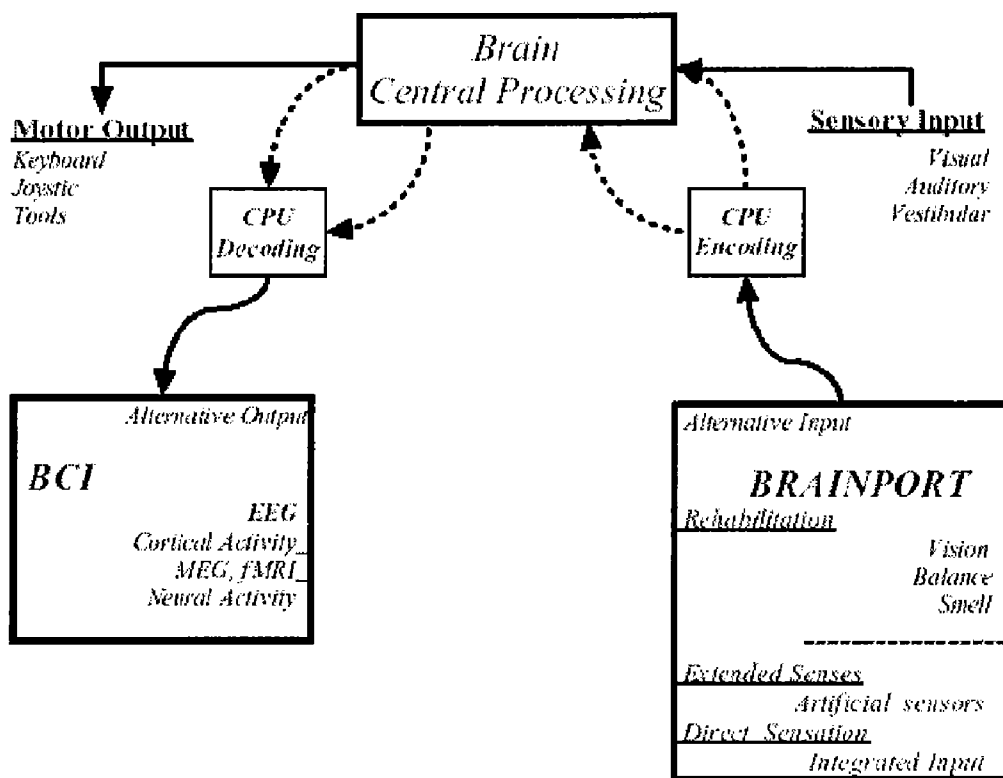 Brain
Central Processing
Motor Output
Keyboard
Joystic
Tools
Sensory Input
Visual
Auditory
Vestibular
CPU
Decoding
CPU
Encoding
Alternative Output
BCI
EEG
Cortical Activity_
MEG, fMRI_
Neural Activity
Alternative Input
BRAINPORT
Rehabilitation
Vision
Balance
Smell
Extended Senses
Artificial sensors
Direct Sensation
Integrated Input